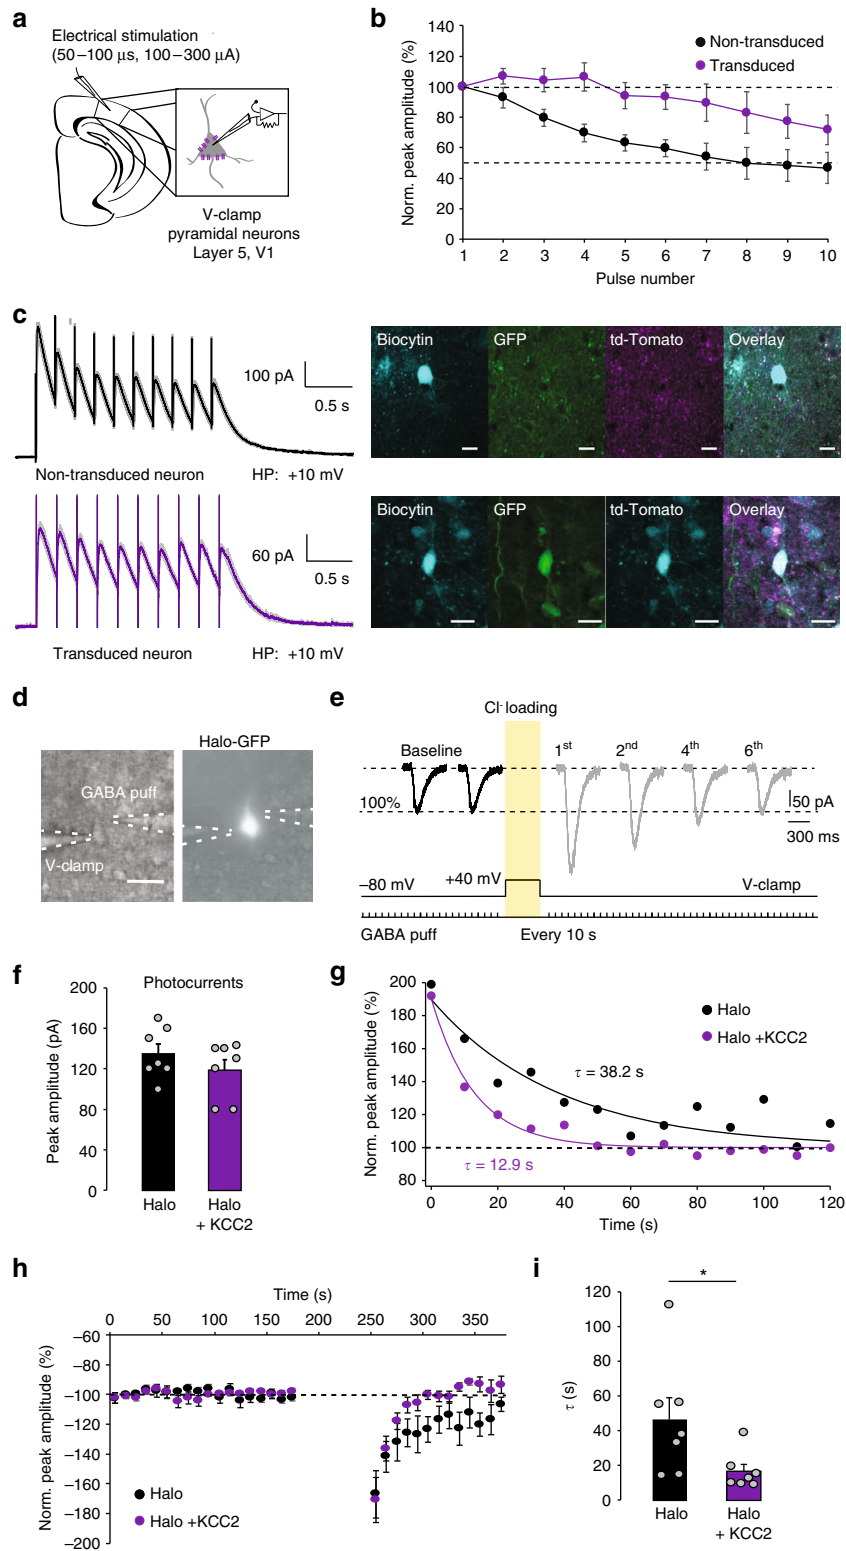 a
Electrical stimulation
(50–100 μs, 100–300 μA)
V-clamp
pyramidal neurons
Layer 5, V1
b
Norm. peak amplitude (%)
140
120
100
80
60
40
20
0
Non-transduced
Transduced
1 2 3 4 5 6 7 8 9 10
Pulse number
c
100 pA
0.5 s
Non-transduced neuron HP: +10 mV
60 pA
0.5 s
Transduced neuron HP: +10 mV
Biocytin GFP td-Tomato Overlay
Biocytin GFP td-Tomato Overlay
d
Halo-GFP
GABA puff
V-clamp
e
Cl⁻ loading
Baseline
1st 2nd 4th 6th
100%
50 pA
300 ms
–80 mV +40 mV V-clamp
GABA puff Every 10 s
f
Photocurrents
Peak amplitude (pA)
200
160
120
80
40
0
Halo
Halo
+ KCC2
g
Norm. peak amplitude (%)
200
180
160
140
120
100
80
Halo
Halo +KCC2
τ = 38.2 s
τ = 12.9 s
0 20 40 60 80 100 120
Time (s)
h
Time (s)
0 50 100 150 200 250 300 350
Norm. peak amplitude (%)
–60
–80
–100
–120
–140
–160
–180
–200
Halo
Halo +KCC2
i
*
τ (s)
120
100
80
60
40
20
0
Halo
Halo
+ KCC2